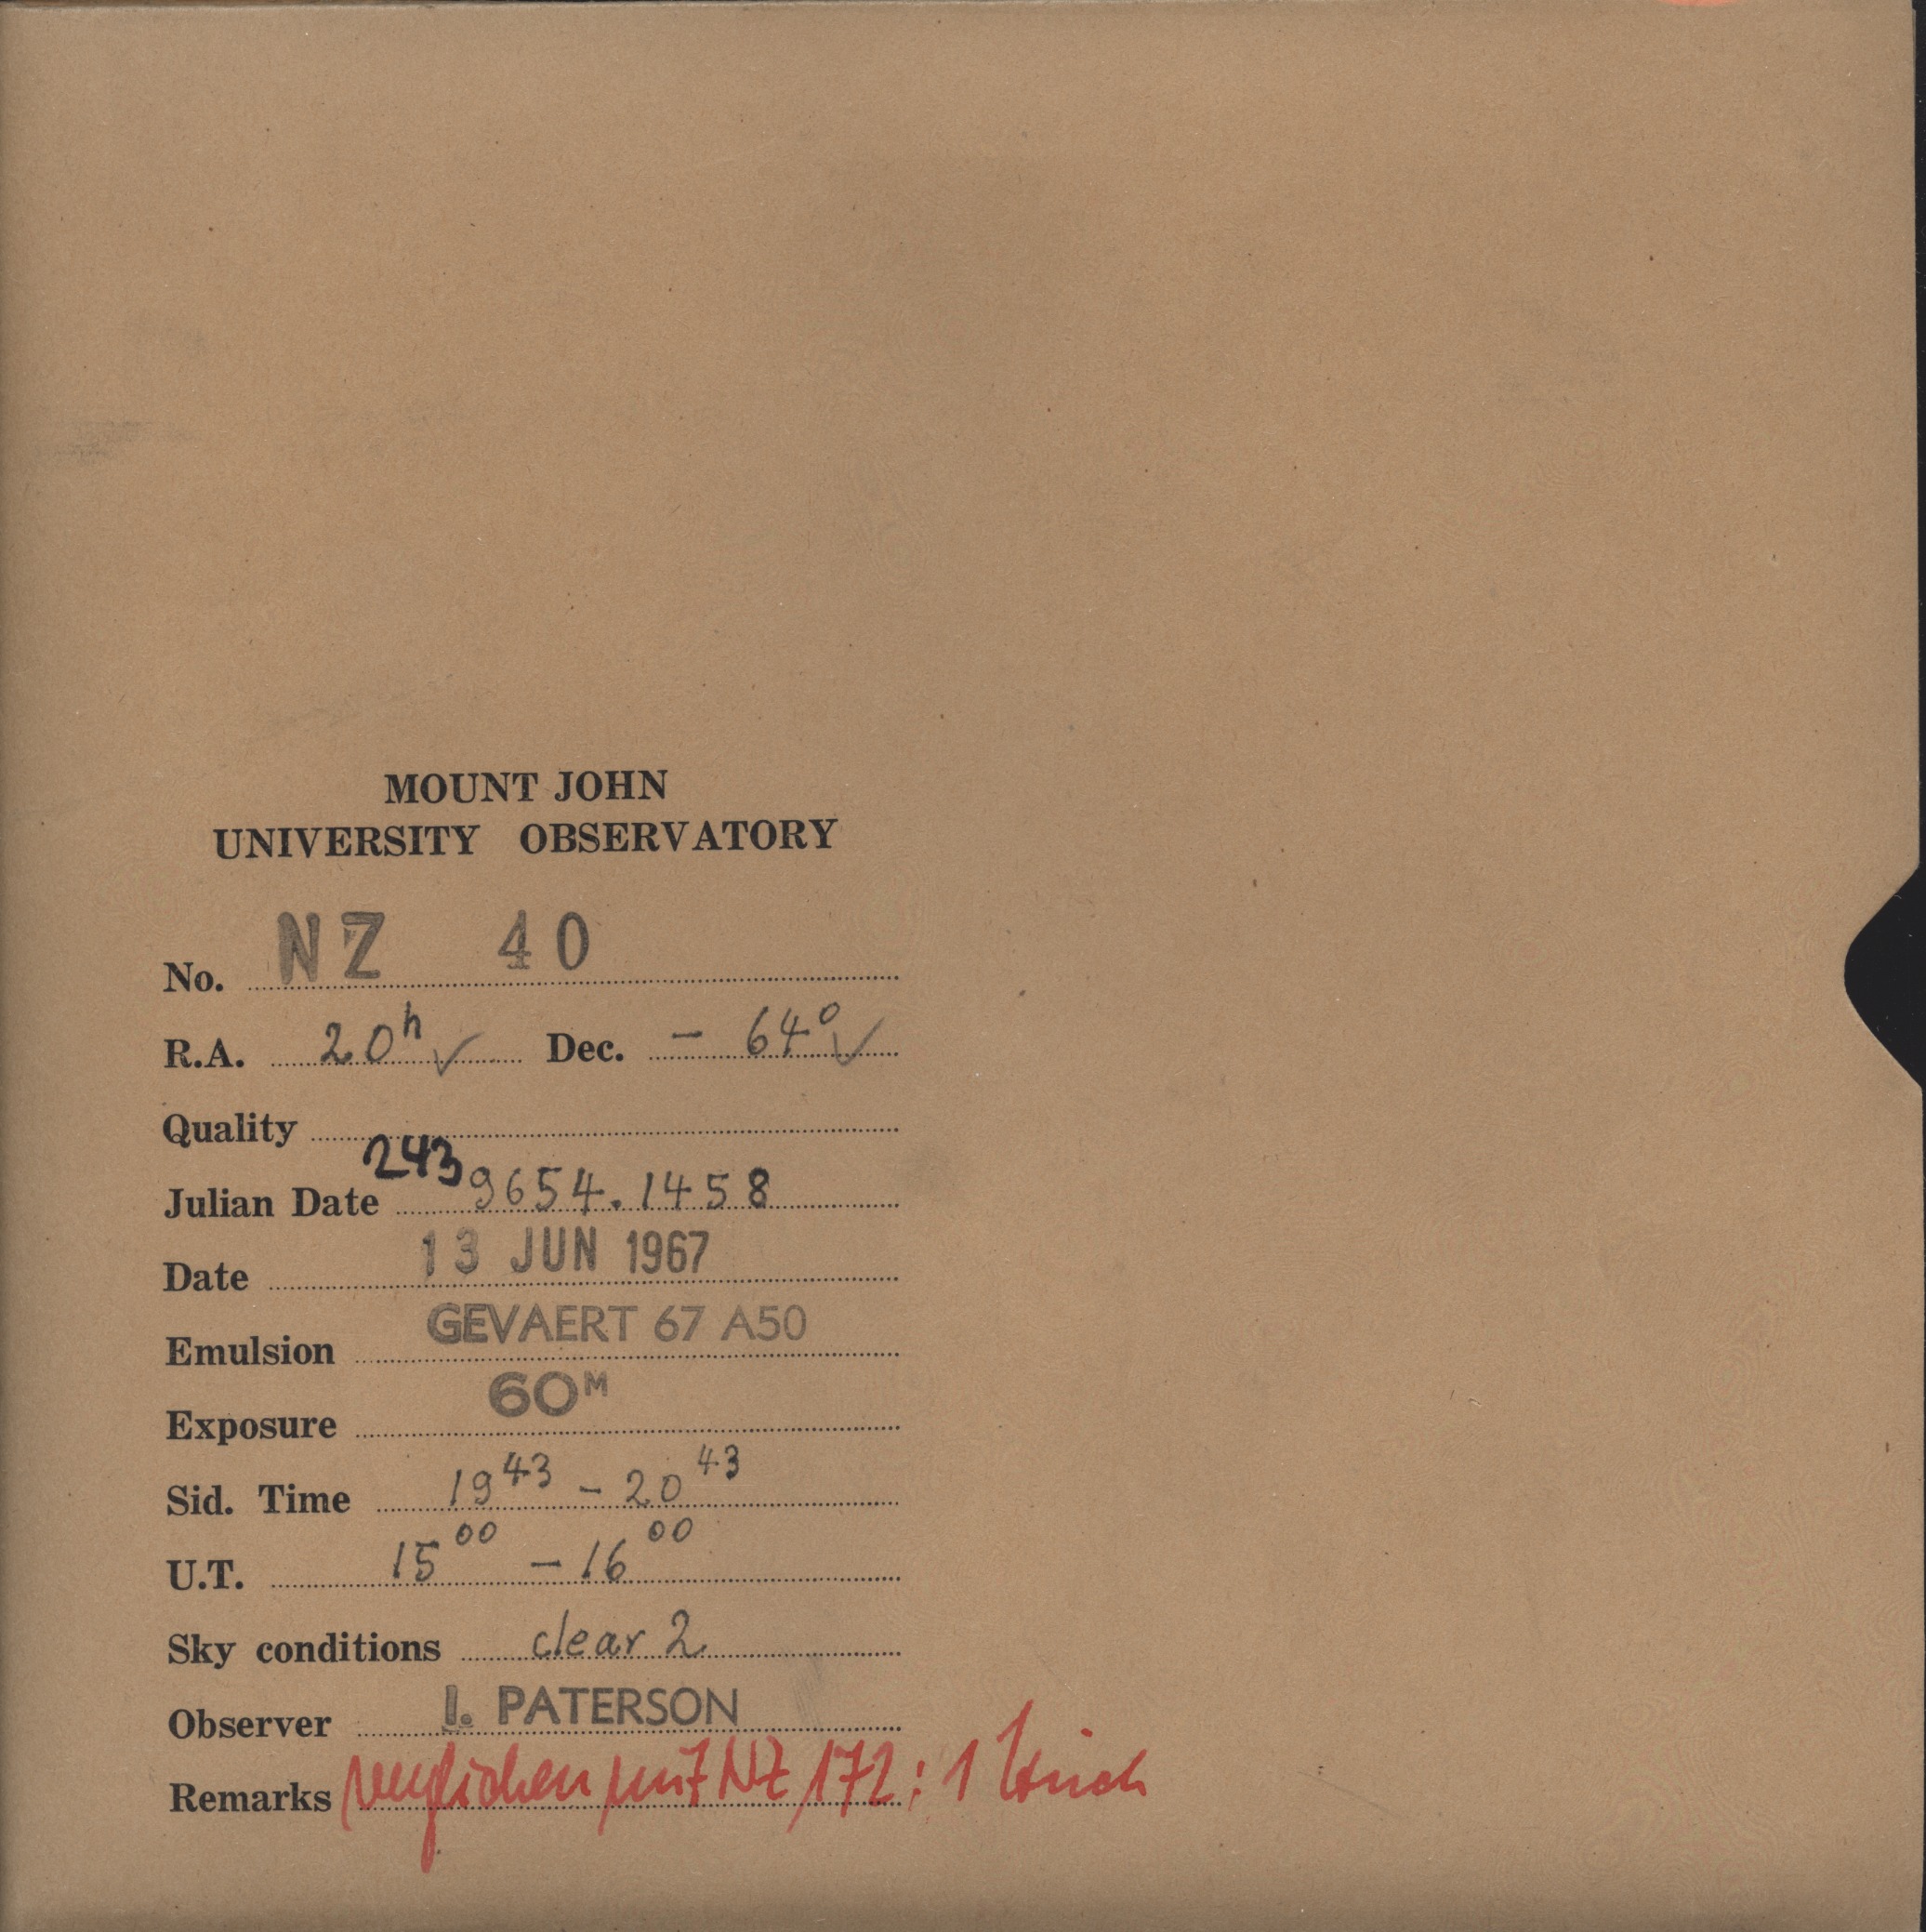 MOUNT JOHN
UNIVERSITY OBSERVATORY
No. NZ 40
R.A. 20h ✓ Dec. - 64° ✓
Quality
Julian Date 2439654.1458
Date 13 JUN 1967
Emulsion GEVAERT 67 A50
Exposure 60M
Sid. Time 19 43 - 20 43
U.T. 15 00 - 16 00
Sky conditions clear 2
Observer I. PATERSON
Remarks verglichen mit NZ 172: 1 Strich